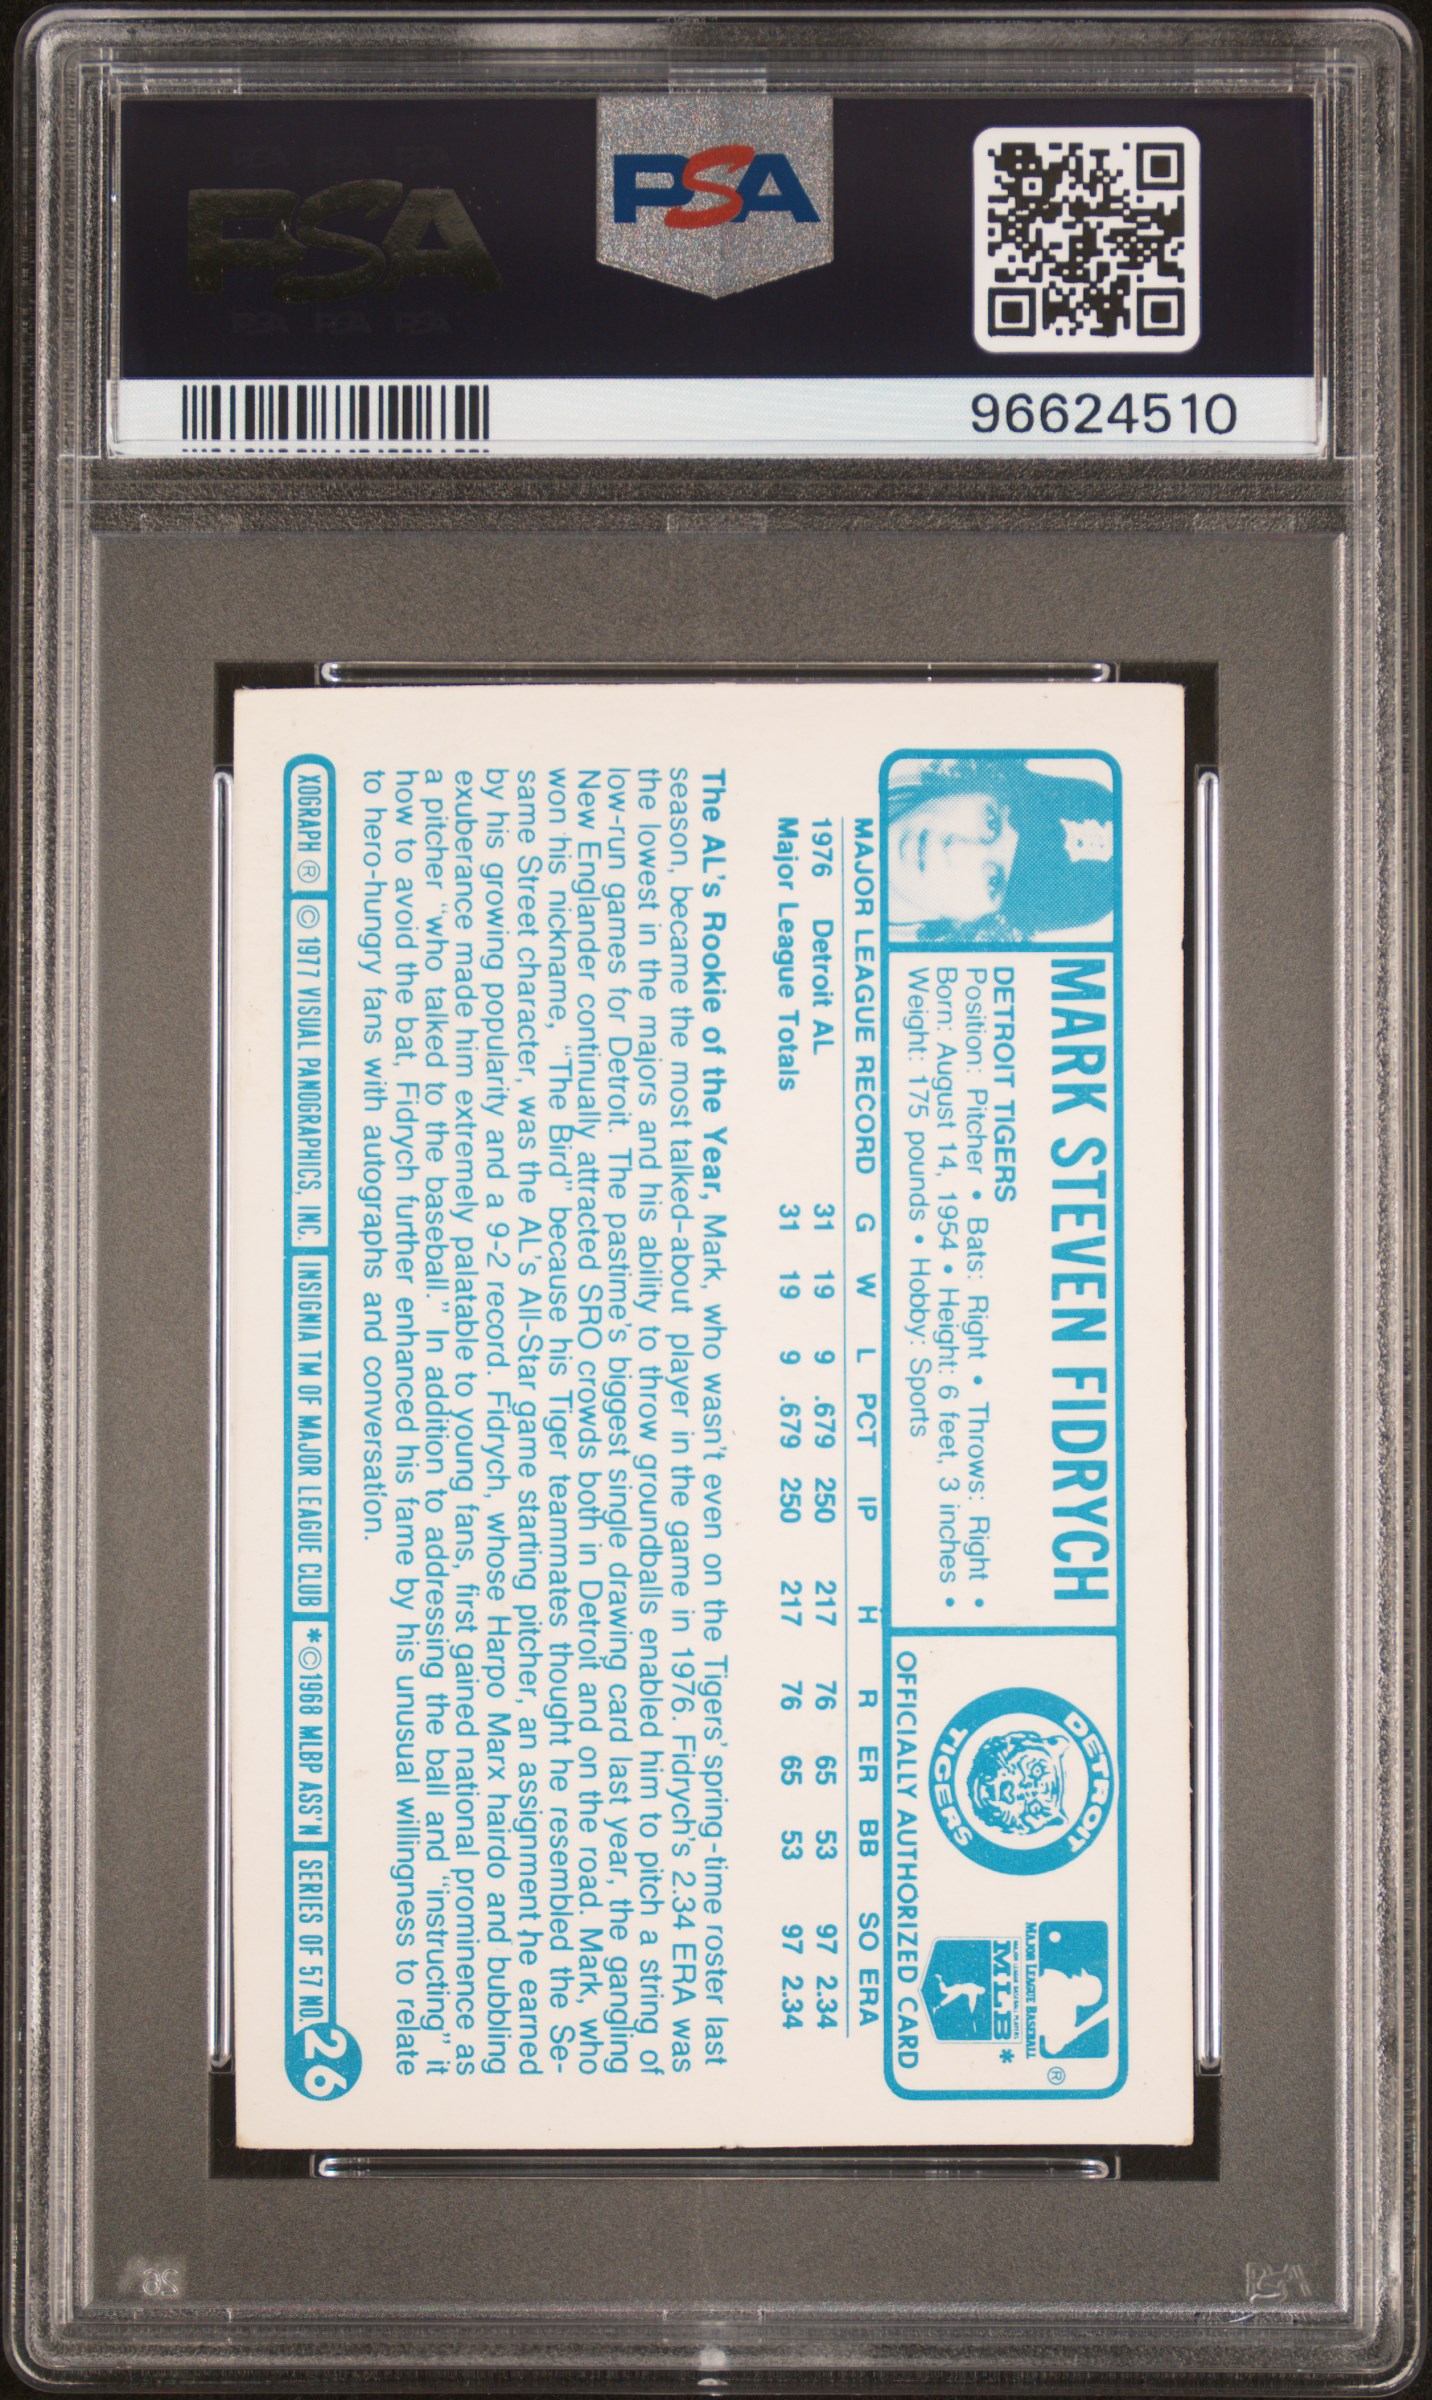 PSA
PSA
96624510
MARK STEVEN FIDRYCH
DETROIT TIGERS
Position: Pitcher • Bats: Right • Throws: Right •
Born: August 14, 1954 • Height: 6 feet, 3 inches •
Weight: 175 pounds • Hobby: Sports
DETROIT
TIGERS
MAJOR LEAGUE BASEBALL
®
MLB
*
OFFICIALLY AUTHORIZED CARD
MAJOR LEAGUE RECORD G W L PCT IP H R ER BB SO ERA
1976 Detroit AL 31 19 9 .679 250 217 76 65 53 97 2.34
Major League Totals 31 19 9 .679 250 217 76 65 53 97 2.34
The AL's Rookie of the Year, Mark, who wasn't even on the Tigers' spring-time roster last
season, became the most talked-about player in the game in 1976. Fidrych's 2.34 ERA was
the lowest in the majors and his ability to throw groundballs enabled him to pitch a string of
low-run games for Detroit. The pastime's biggest single drawing card last year, the gangling
New Englander continually attracted SRO crowds both in Detroit and on the road. Mark, who
won his nickname, "The Bird" because his Tiger teammates thought he resembled the Se-
same Street character, was the AL's All-Star game starting pitcher, an assignment he earned
by his growing popularity and a 9-2 record. Fidrych, whose Harpo Marx hairdo and bubbling
exuberance made him extremely palatable to young fans, first gained national prominence as
a pitcher "who talked to the baseball." In addition to addressing the ball and "instructing" it
how to avoid the bat, Fidrych further enhanced his fame by his unusual willingness to relate
to hero-hungry fans with autographs and conversation.
XOGRAPH ® © 1977 VISUAL PANOGRAPHICS, INC. INSIGNIA TM OF MAJOR LEAGUE CLUB *©1968 MLBP ASS'N SERIES OF 57 NO. 26
PSA